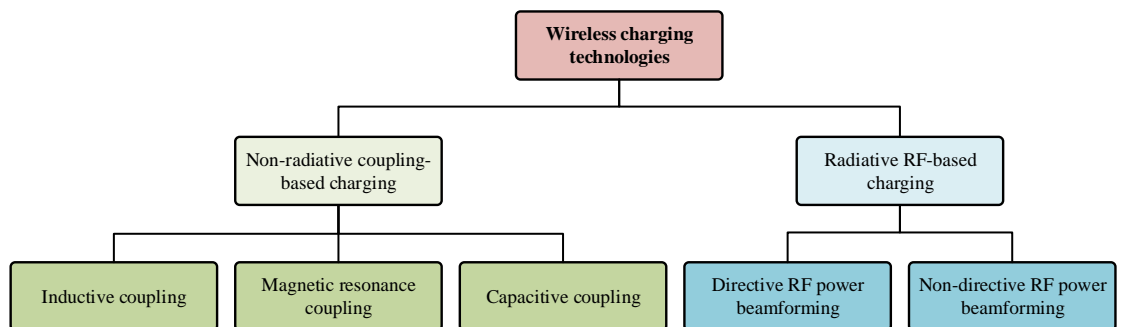 Wireless charging
technologies
Non-radiative coupling-
based charging
Radiative RF-based
charging
Inductive coupling
Magnetic resonance
coupling
Capacitive coupling
Directive RF power
beamforming
Non-directive RF power
beamforming